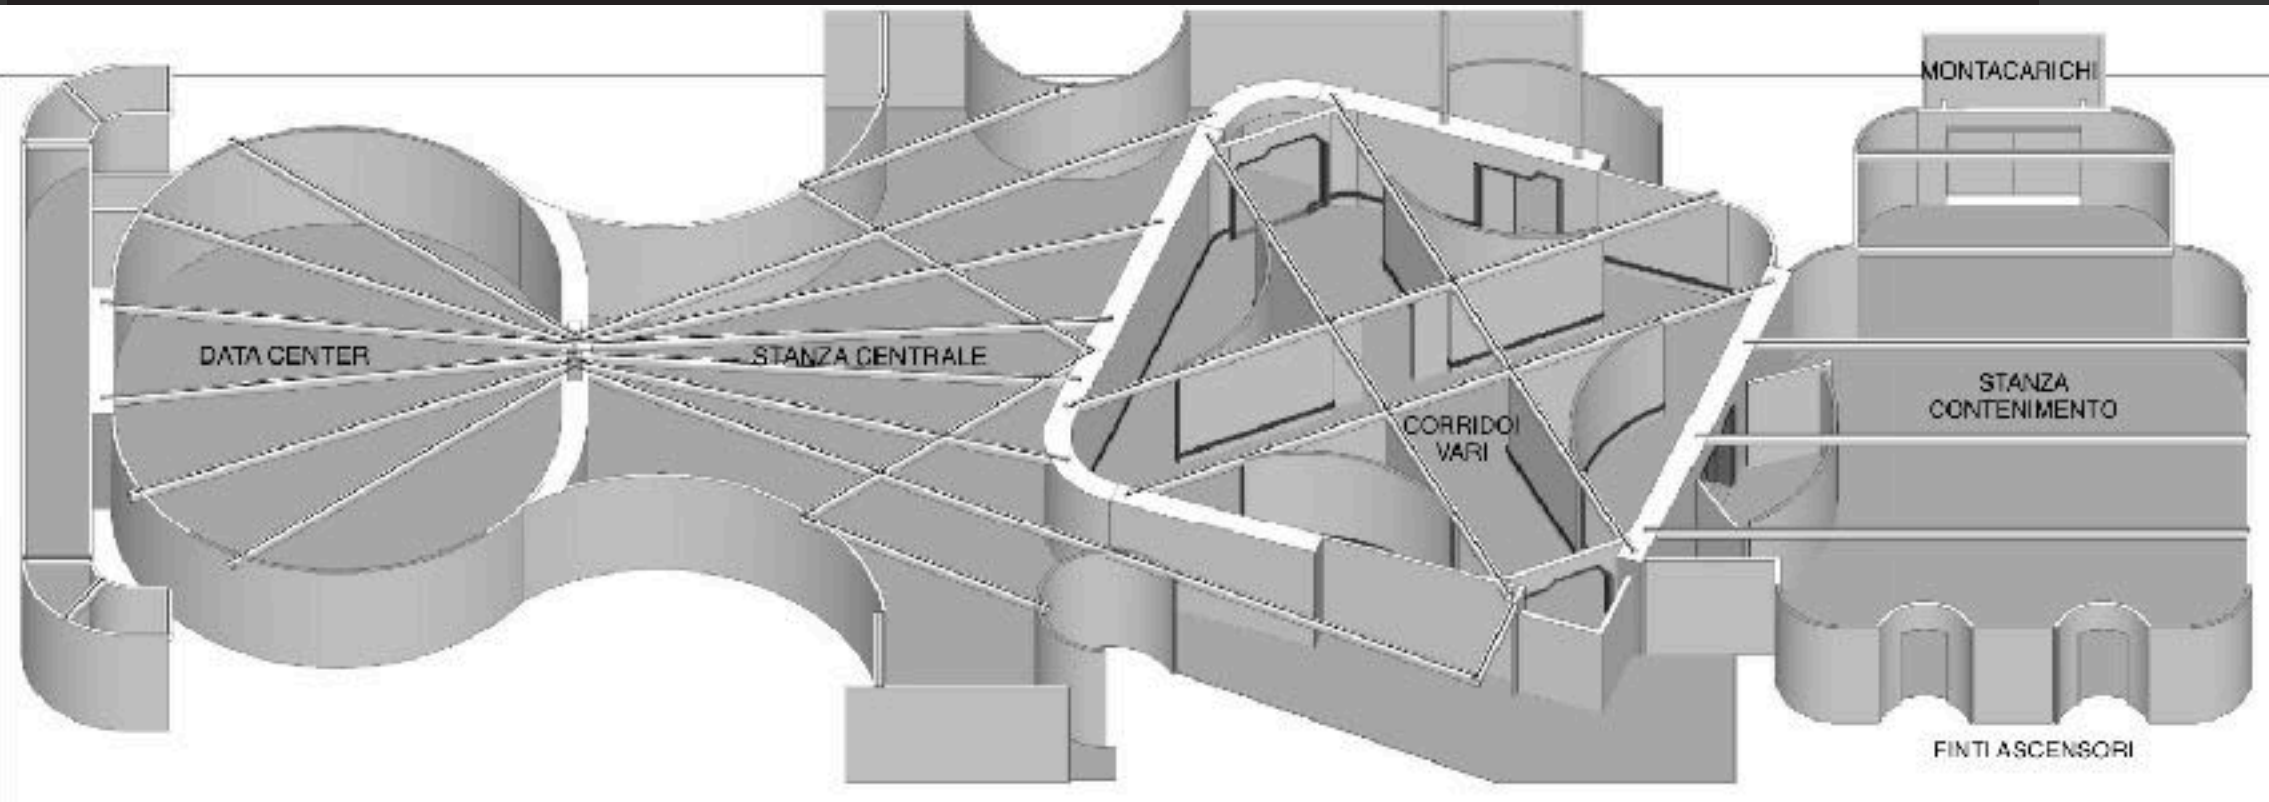 MONTACARICHI
DATA CENTER
STANZA CENTRALE
CORRIDOI
VARI
STANZA
CONTENIMENTO
FINTI ASCENSORI